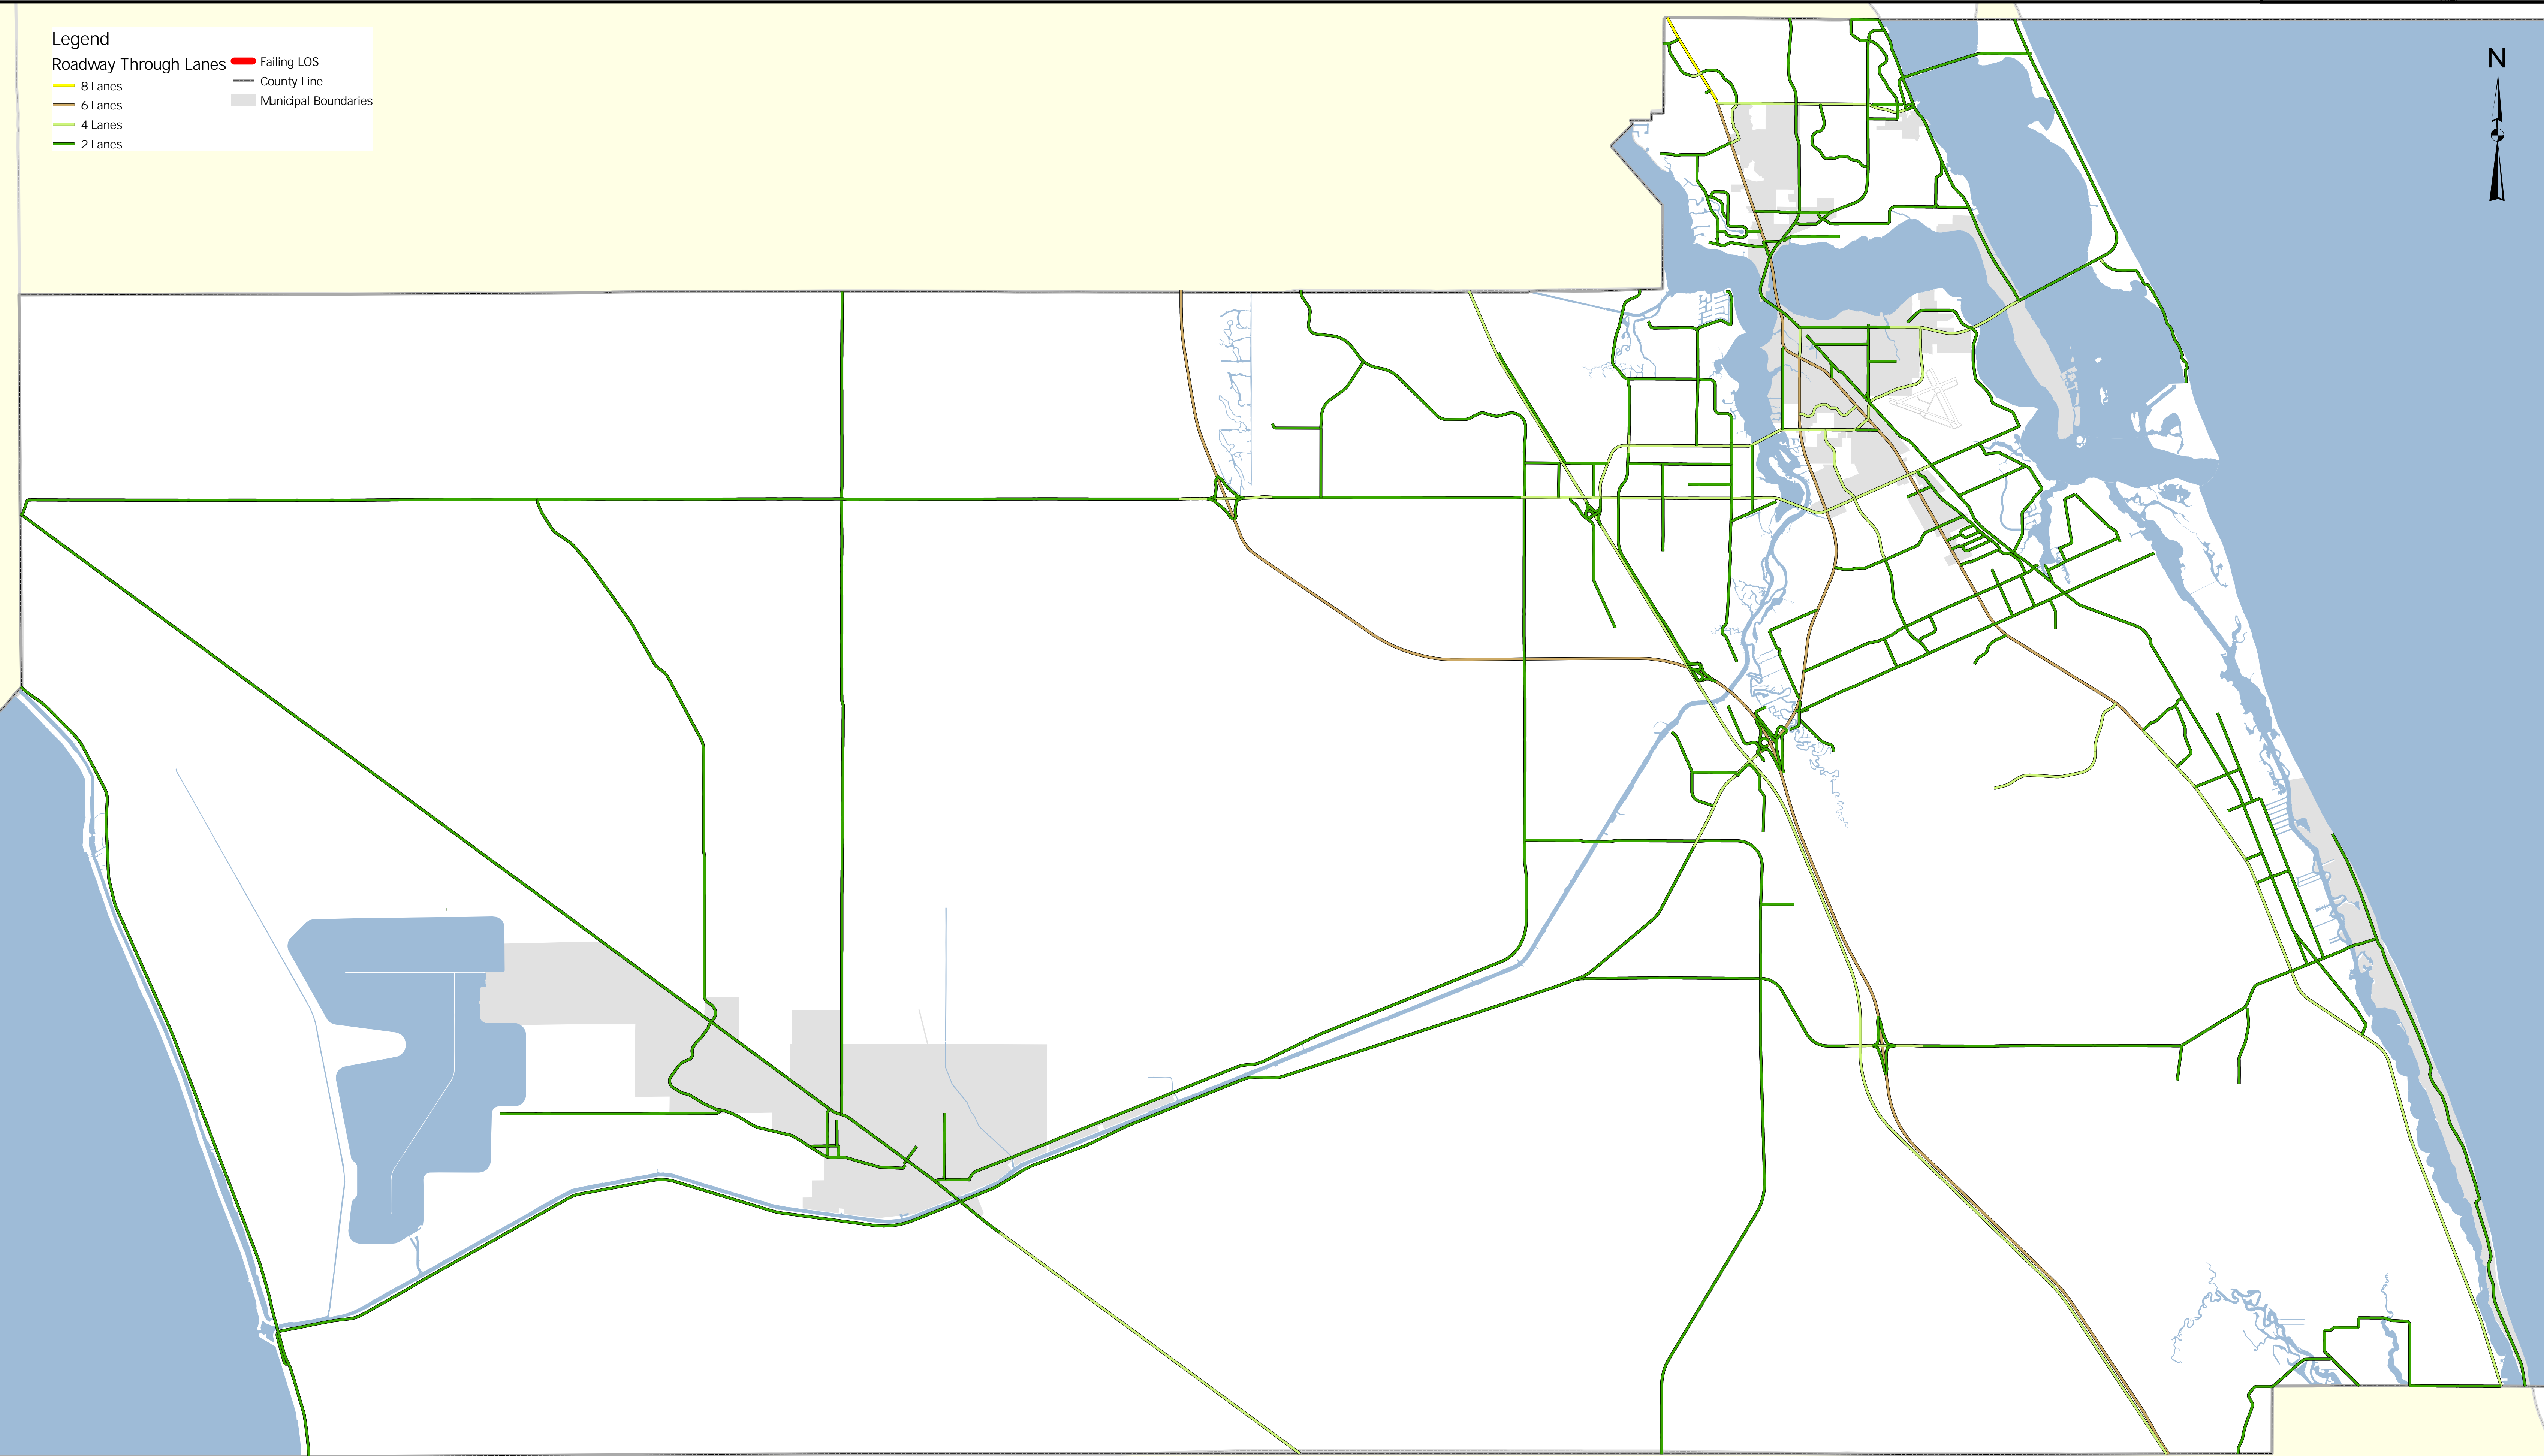 Legend
Roadway Through Lanes
8 Lanes
6 Lanes
4 Lanes
2 Lanes
Failing LOS
County Line
Municipal Boundaries
N